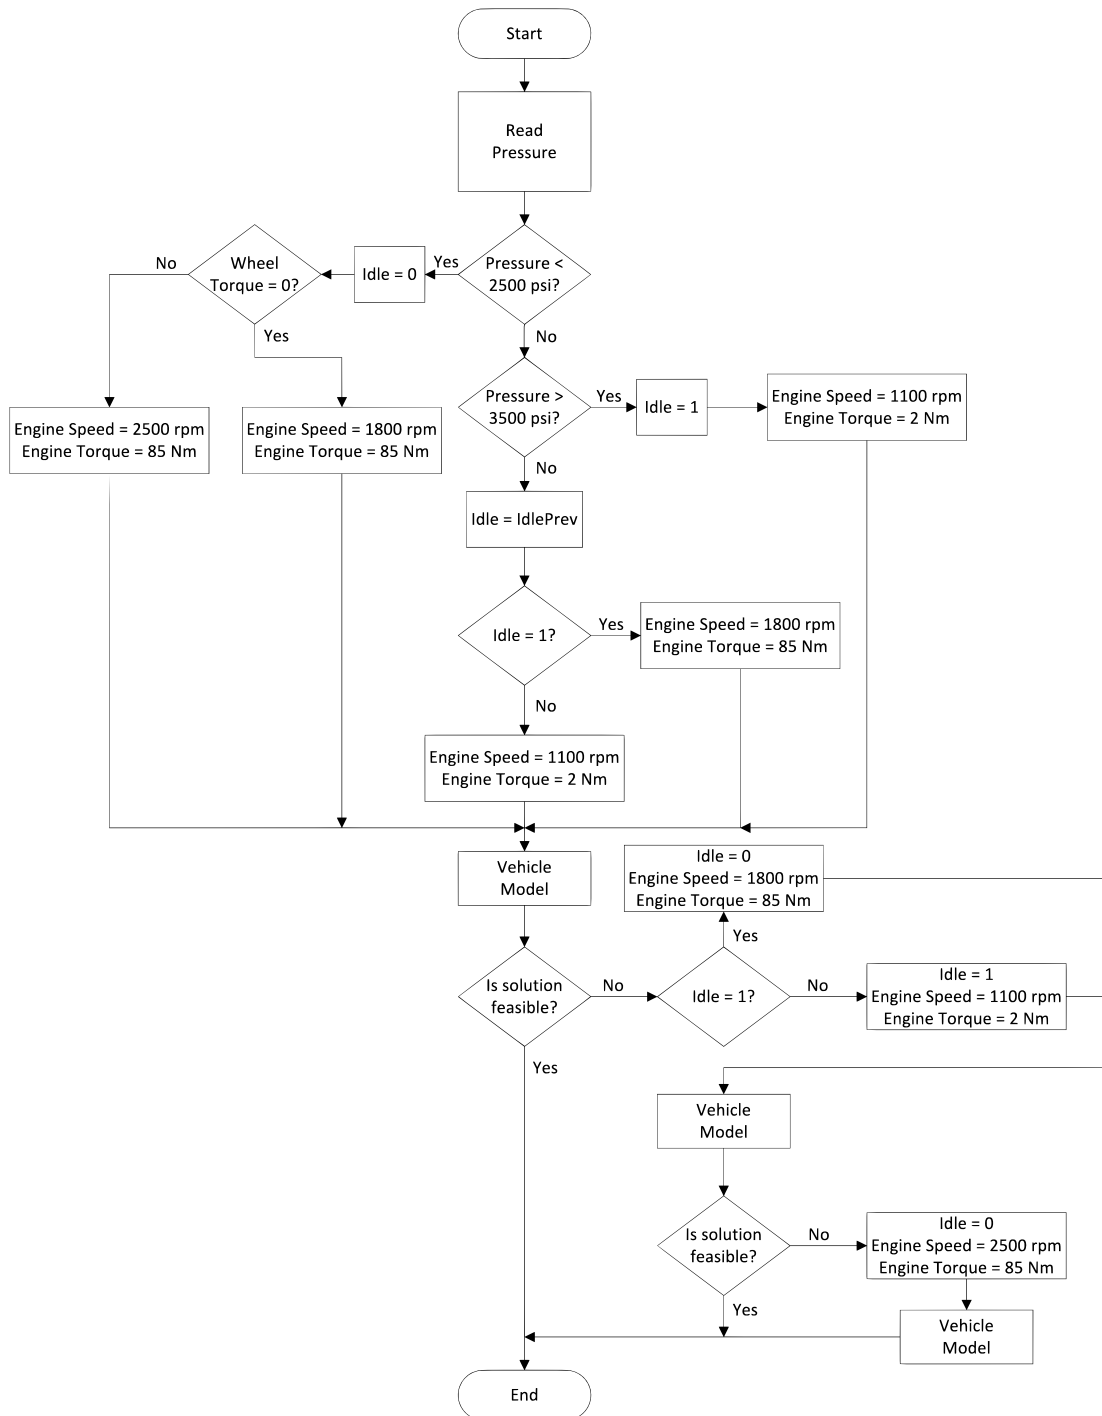 Start
Read
Pressure
Pressure <
2500 psi?
Yes
Idle = 0
Wheel
Torque = 0?
No
Yes
No
Engine Speed = 2500 rpm
Engine Torque = 85 Nm
Engine Speed = 1800 rpm
Engine Torque = 85 Nm
Pressure >
3500 psi?
Yes
Idle = 1
Engine Speed = 1100 rpm
Engine Torque = 2 Nm
No
Idle = IdlePrev
Idle = 1?
Yes
Engine Speed = 1800 rpm
Engine Torque = 85 Nm
No
Engine Speed = 1100 rpm
Engine Torque = 2 Nm
Vehicle
Model
Is solution
feasible?
No
Idle = 1?
Yes
Idle = 0
Engine Speed = 1800 rpm
Engine Torque = 85 Nm
No
Idle = 1
Engine Speed = 1100 rpm
Engine Torque = 2 Nm
Yes
Vehicle
Model
Is solution
feasible?
No
Idle = 0
Engine Speed = 2500 rpm
Engine Torque = 85 Nm
Yes
Vehicle
Model
End